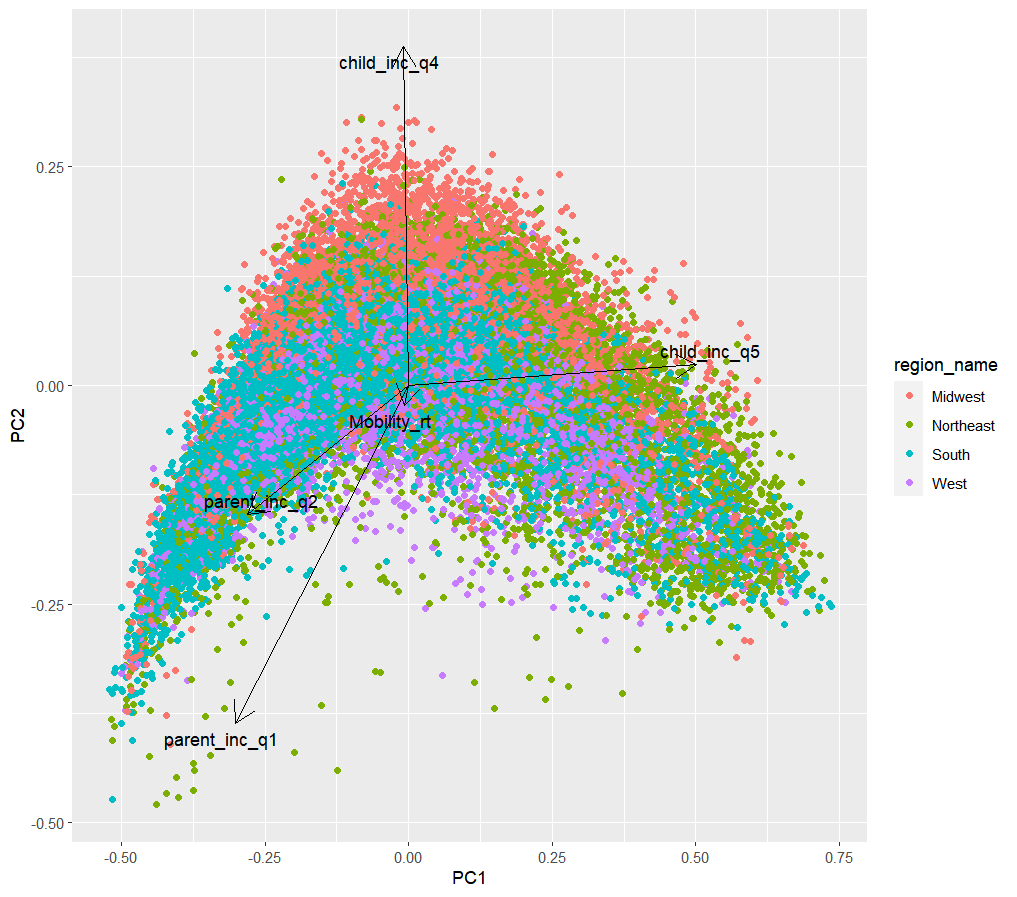 child_inc_q4
0.25
child_inc_q5
0.00
Mobility_rt
parent_inc_q2
-0.25
parent_inc_q1
-0.50
PC2
-0.50
-0.25
0.00
0.25
0.50
0.75
PC1
region_name
Midwest
Northeast
South
West